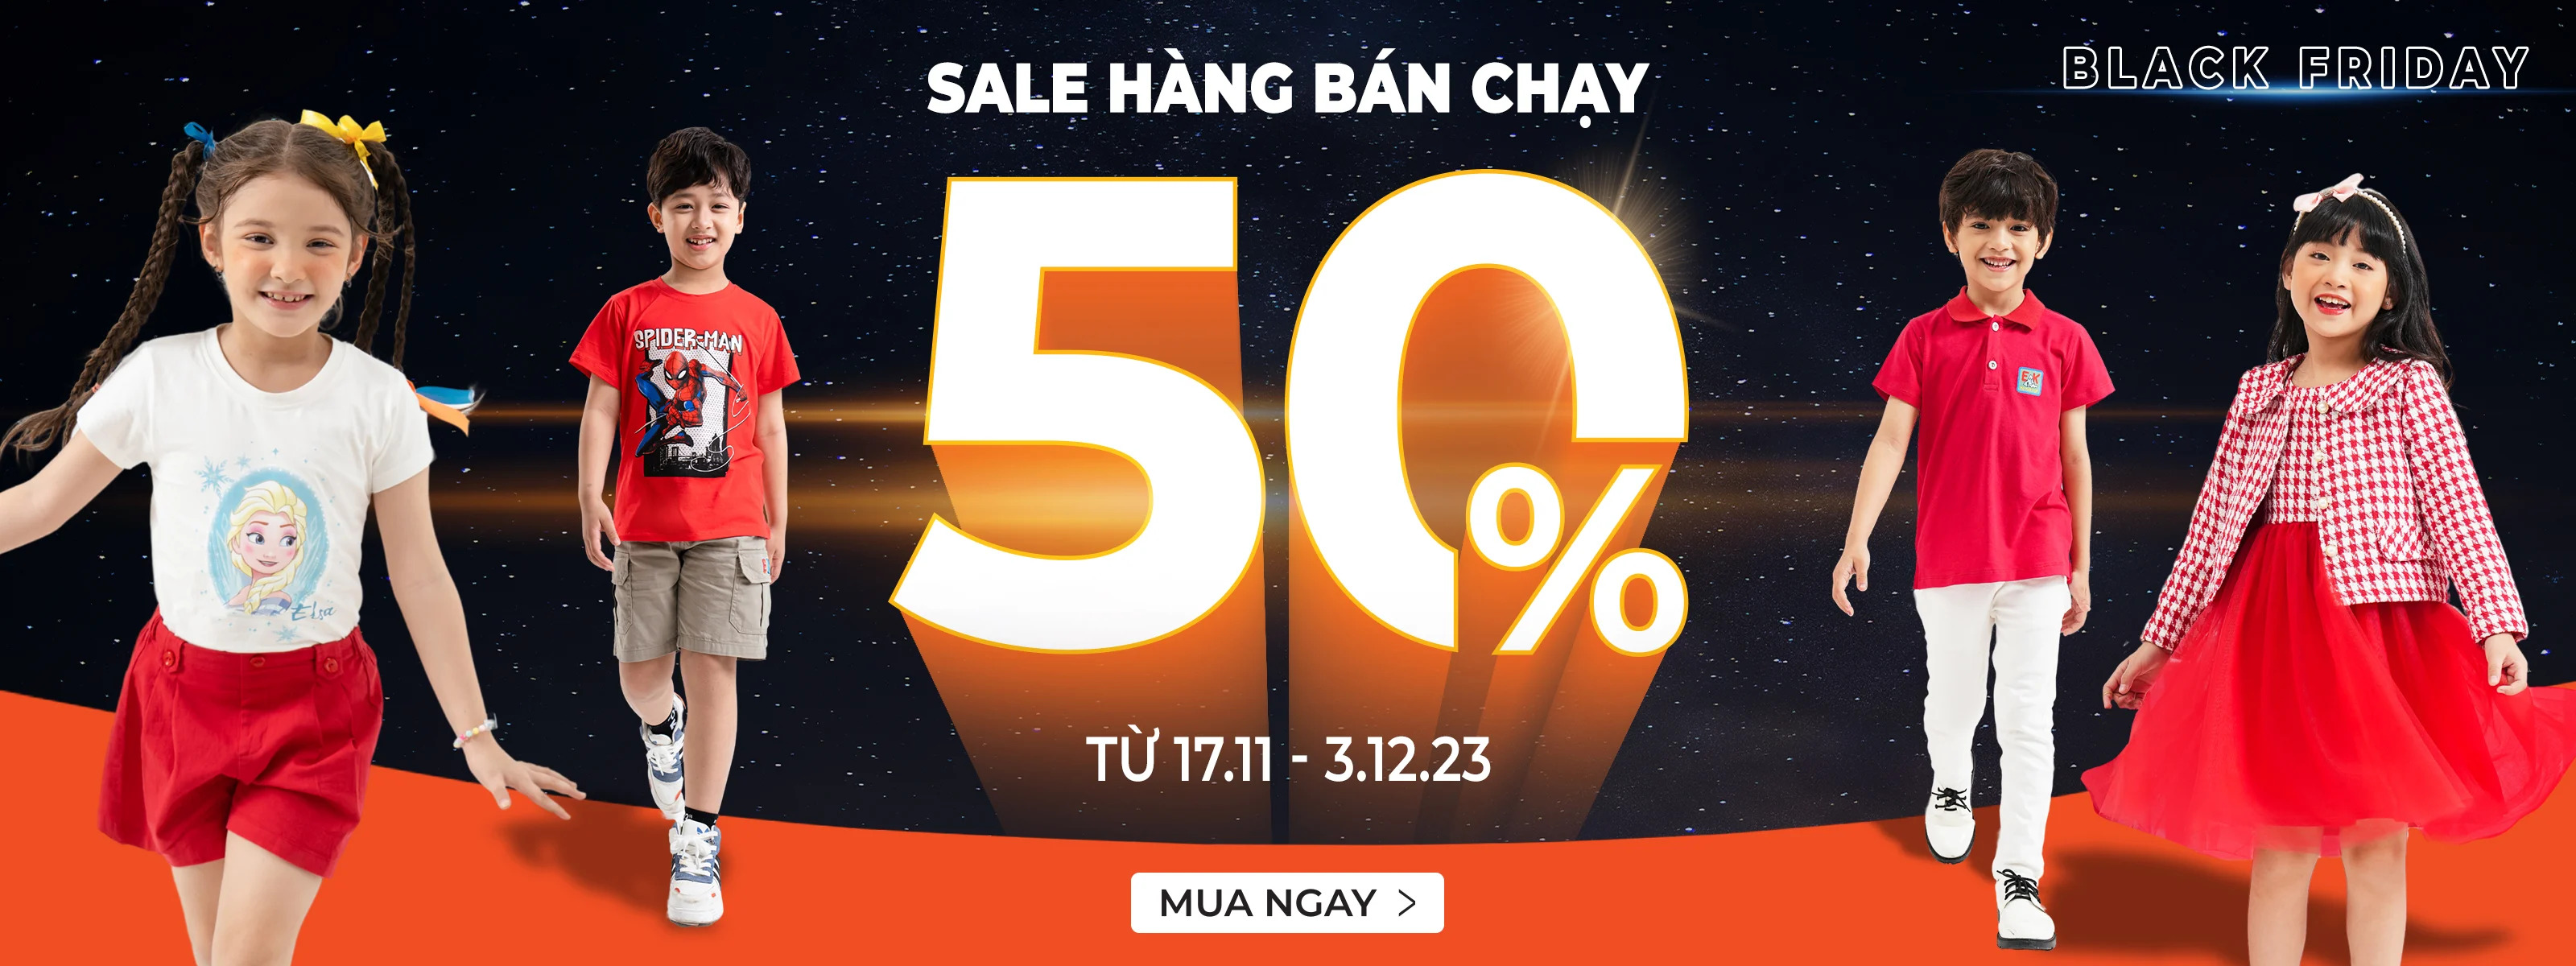 SALE HÀNG BÁN CHẠY
BLACK FRIDAY
50%
SPIDER-MAN
Elsa
TỪ 17.11 - 3.12.23
MUA NGAY >